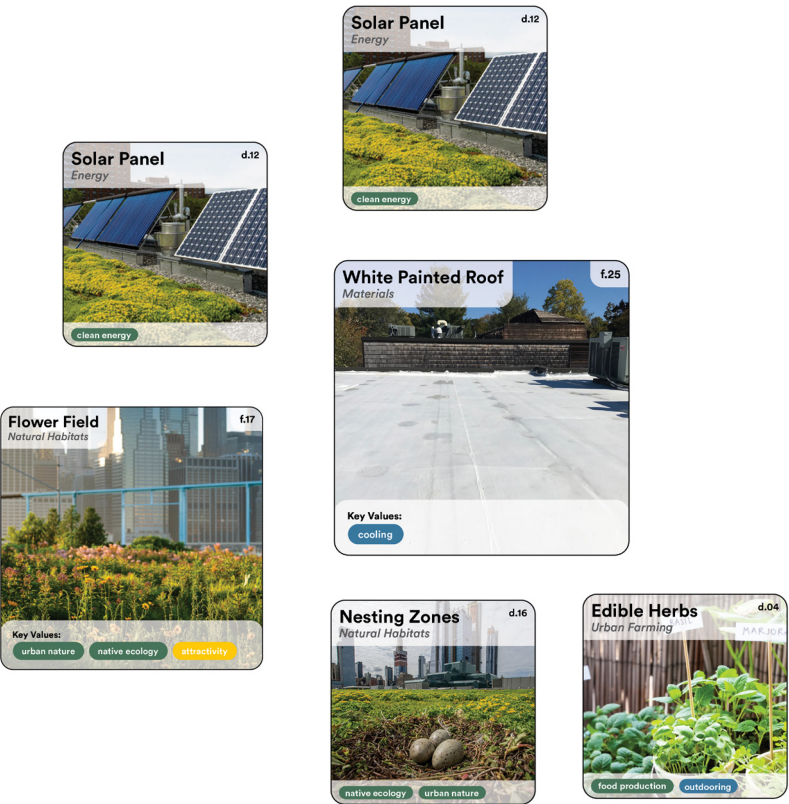 Solar Panel
d.12
Energy
clean energy
Solar Panel
d.12
Energy
clean energy
White Painted Roof
f.25
Materials
Key Values:
cooling
Flower Field
f.17
Natural Habitats
Key Values:
urban nature native ecology attractivity
Nesting Zones
d.16
Natural Habitats
native ecology urban nature
Edible Herbs
d.04
Urban Farming
BASIL
food production outdooring